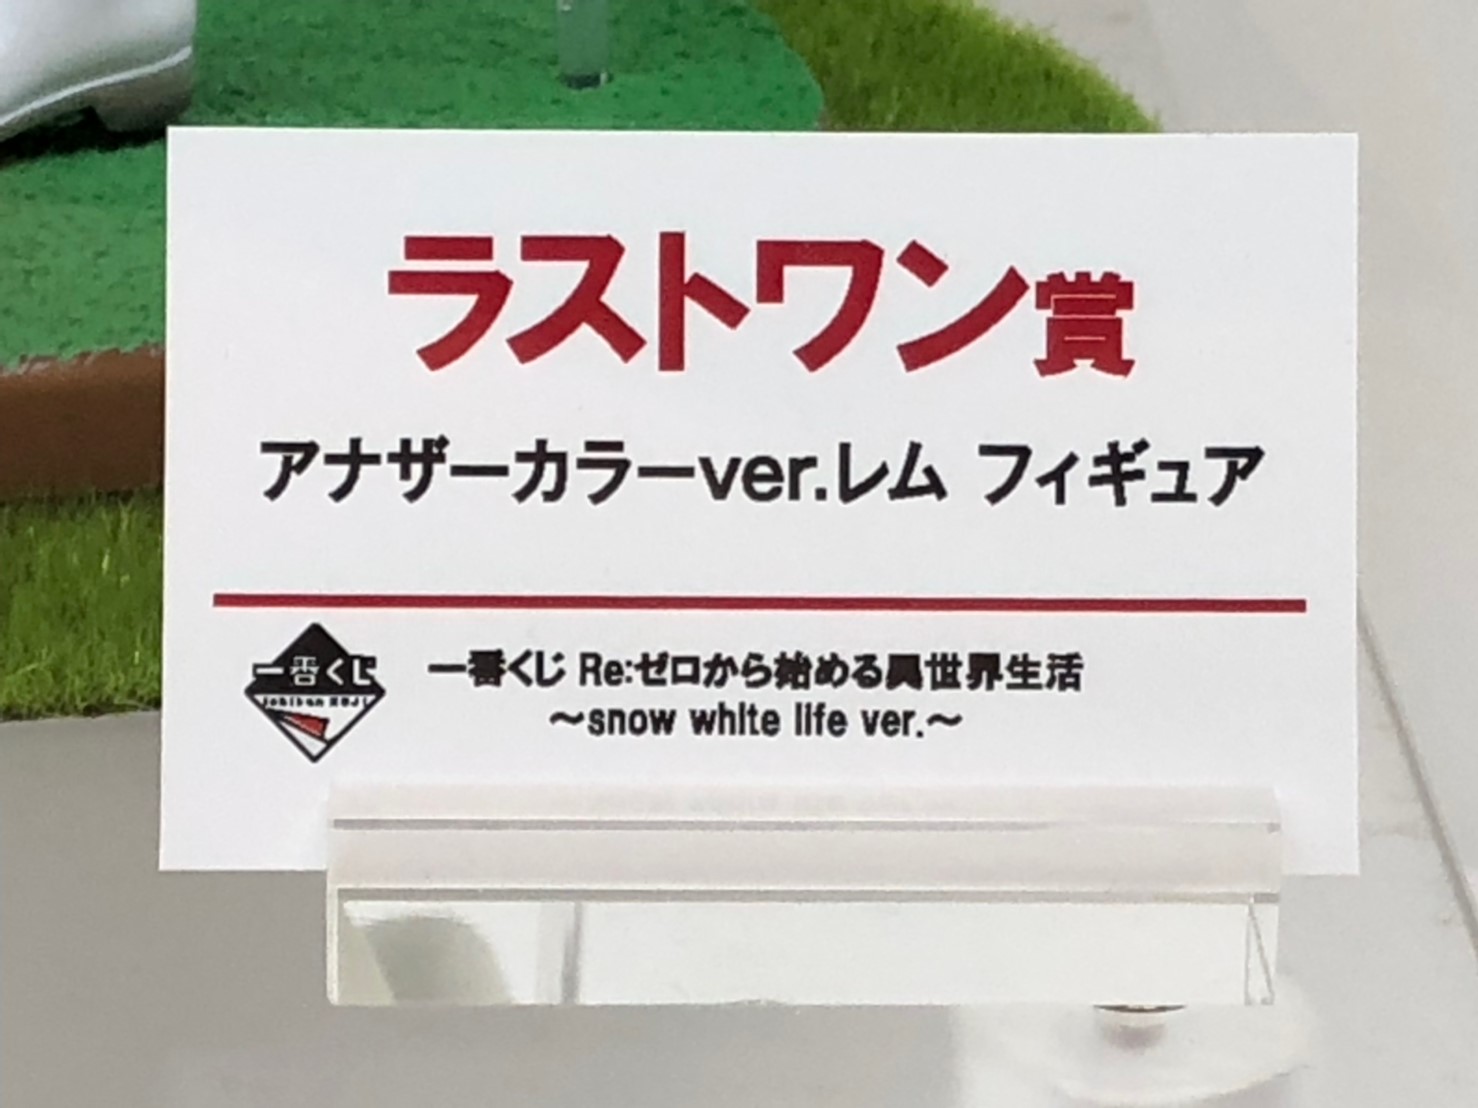 ラストワン賞
アナザーカラーver.レム フィギュア
一番くじ
ichiban KUJI
一番くじ Re:ゼロから始める異世界生活
～snow white life ver.～